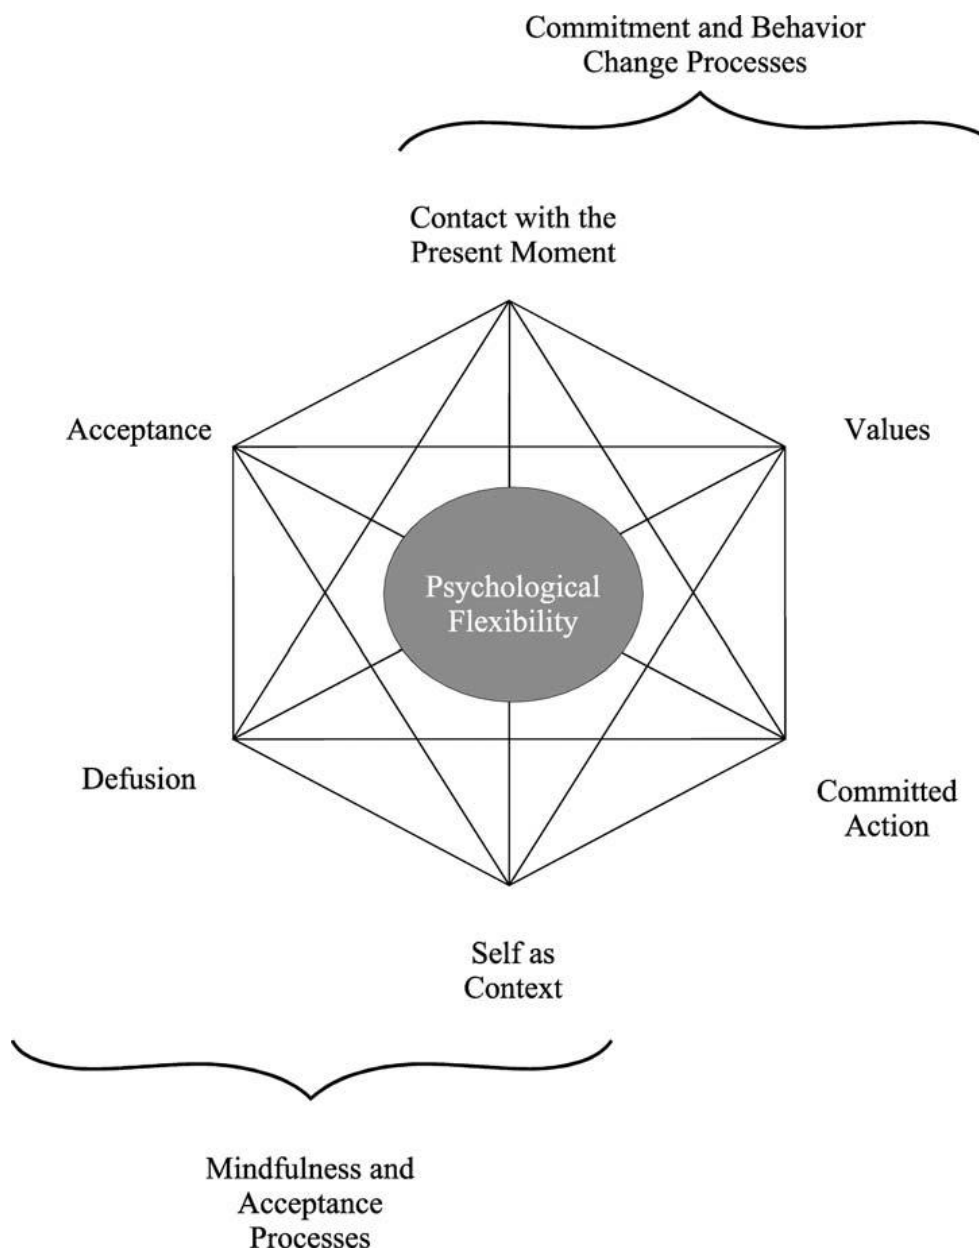 Commitment and Behavior
Change Processes
Contact with the
Present Moment
Acceptance
Values
Psychological
Flexibility
Defusion
Committed
Action
Self as
Context
Mindfulness and
Acceptance
Processes